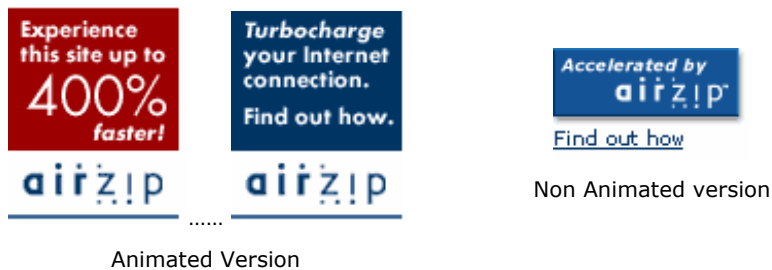 Experience
this site up to
400%
faster!
airzip
Turbocharge
your Internet
connection.
Find out how.
airzip
......
Animated Version
Accelerated by
airzip
Find out how
Non Animated version